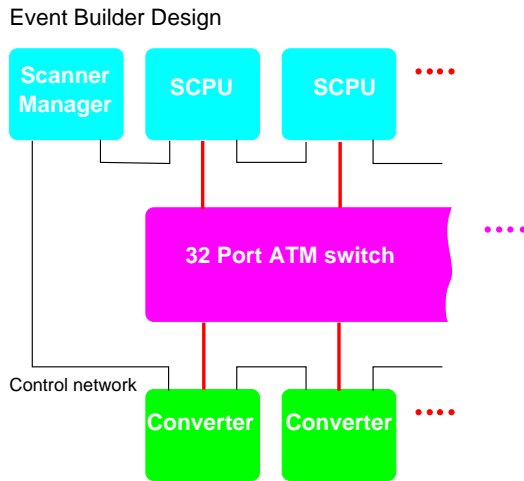 Event Builder Design
Scanner
Manager
SCPU
SCPU
32 Port ATM switch
Control network
Converter
Converter